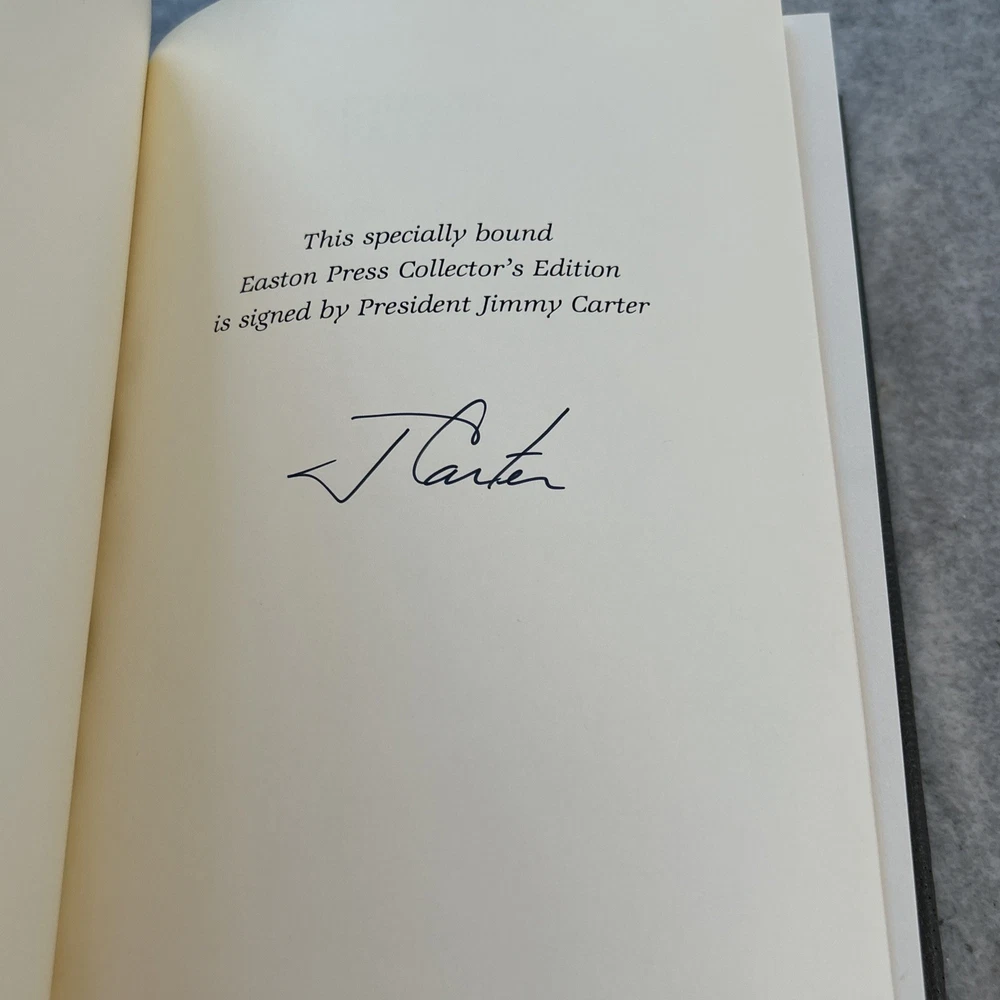 This specially bound
Easton Press Collector's Edition
is signed by President Jimmy Carter
J Carter